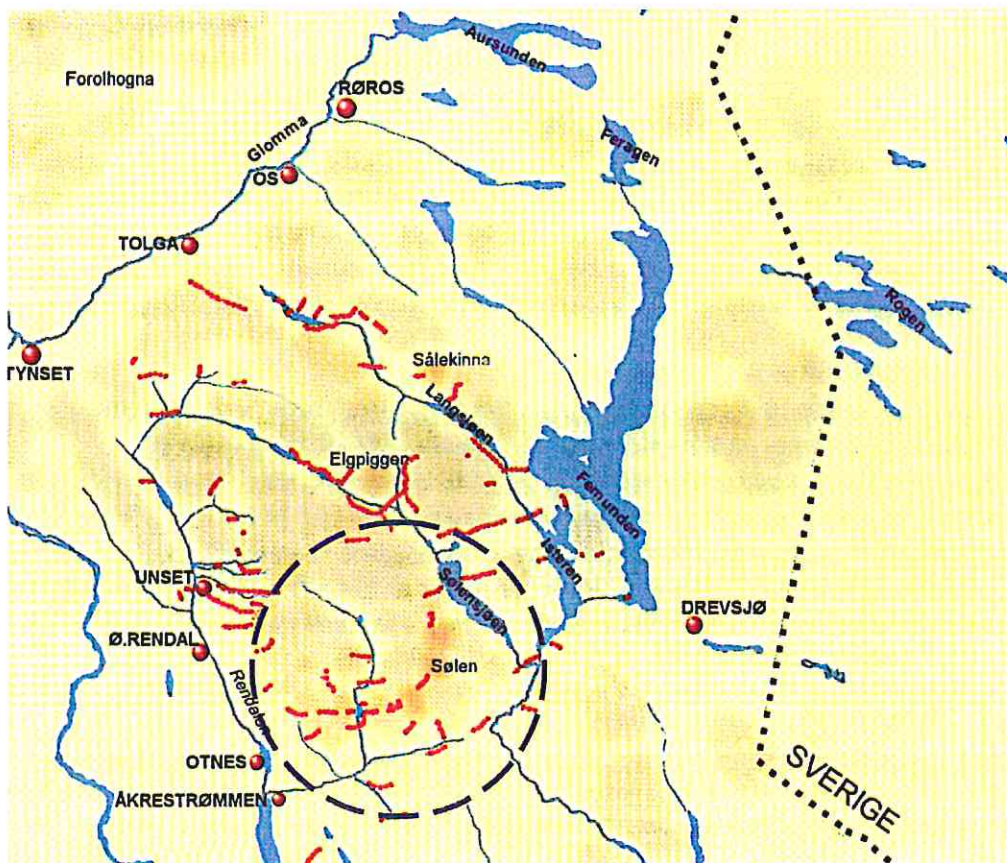 Aursunden
Forolhogna
RØROS
Glomma
Feragen
OS
TOLGA
Rogen
TYNSET
Sålekinna
Langsjøen
Elgpiggen
Femunden
Isteren
Sølensjøen
UNSET
DREVSJØ
Ø.RENDAL
Sølen
Rendalen
OTNES
SVERIGE
ÅKRESTRØMMEN